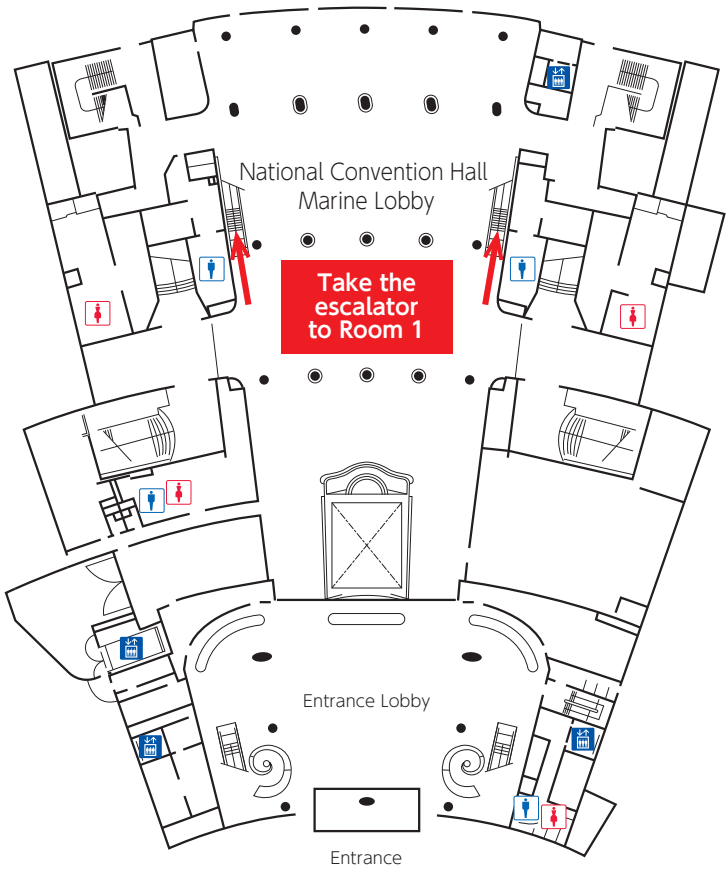 National Convention Hall
Marine Lobby
Take the
escalator
to Room 1
Entrance Lobby
Entrance